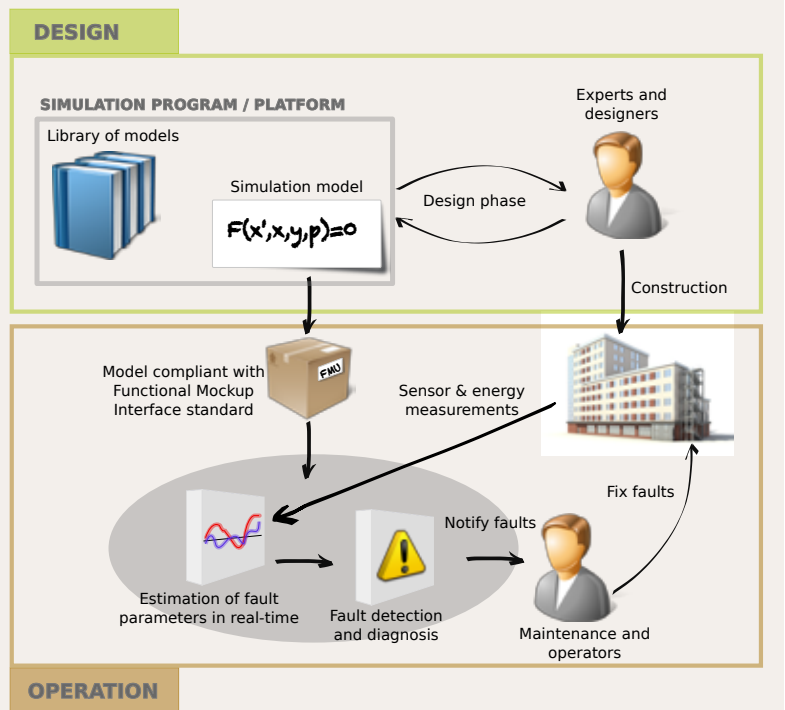 DESIGN
SIMULATION PROGRAM / PLATFORM
Library of models
Simulation model
F(x',x,y,p)=0
Experts and
designers
Design phase
Construction
Model compliant with
Functional Mockup
Interface standard
FMU
Sensor & energy
measurements
Fix faults
Notify faults
Estimation of fault
parameters in real-time
Fault detection
and diagnosis
Maintenance and
operators
OPERATION